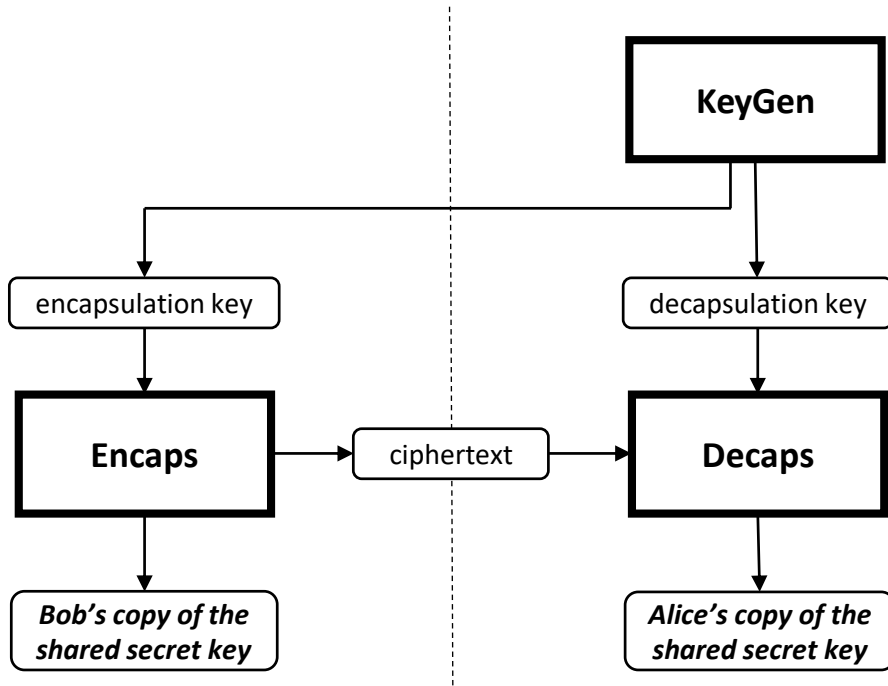 KeyGen
encapsulation key
decapsulation key
Encaps
ciphertext
Decaps
Bob’s copy of the
shared secret key
Alice’s copy of the
shared secret key